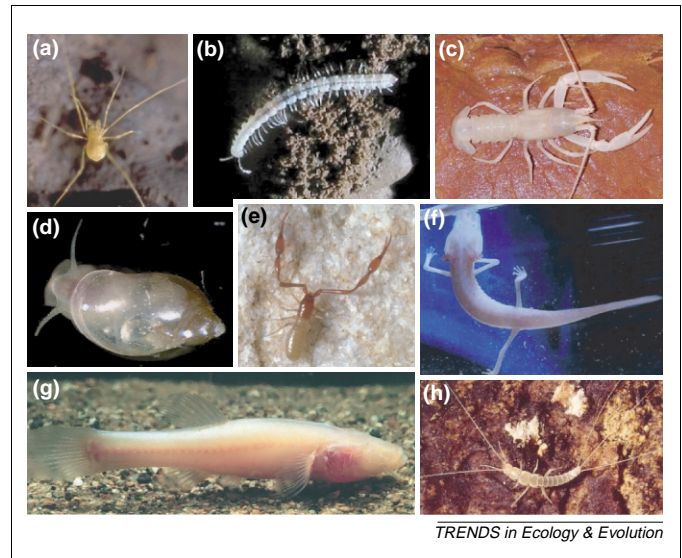 (a)
(b)
(c)
(d)
(e)
(f)
(g)
(h)
TRENDS in Ecology & Evolution